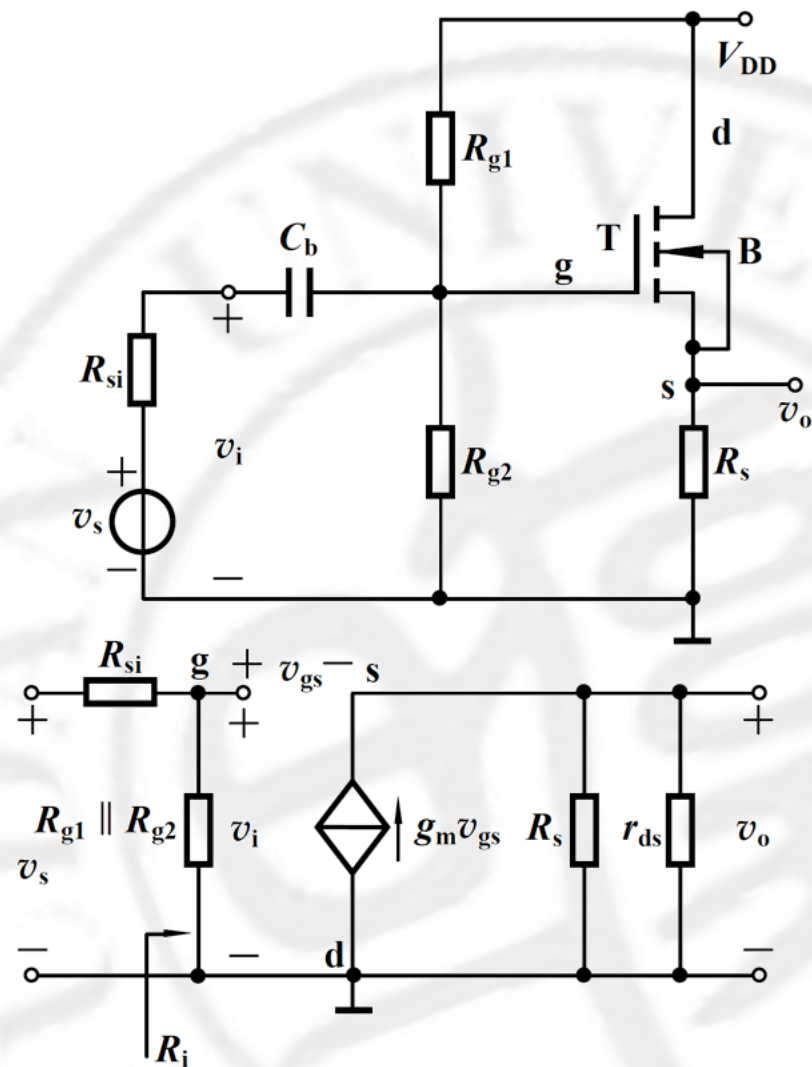 V_DD
d
R_g1
T
B
C_b
g
+
R_si
s
v_o
+
v_i
R_g2
R_s
v_s
−
−
R_si
g
+
v_gs
−
s
+
+
+
R_g1 || R_g2
v_i
g_m v_gs
R_s
r_ds
v_o
v_s
−
−
d
−
R_i
UNIVE